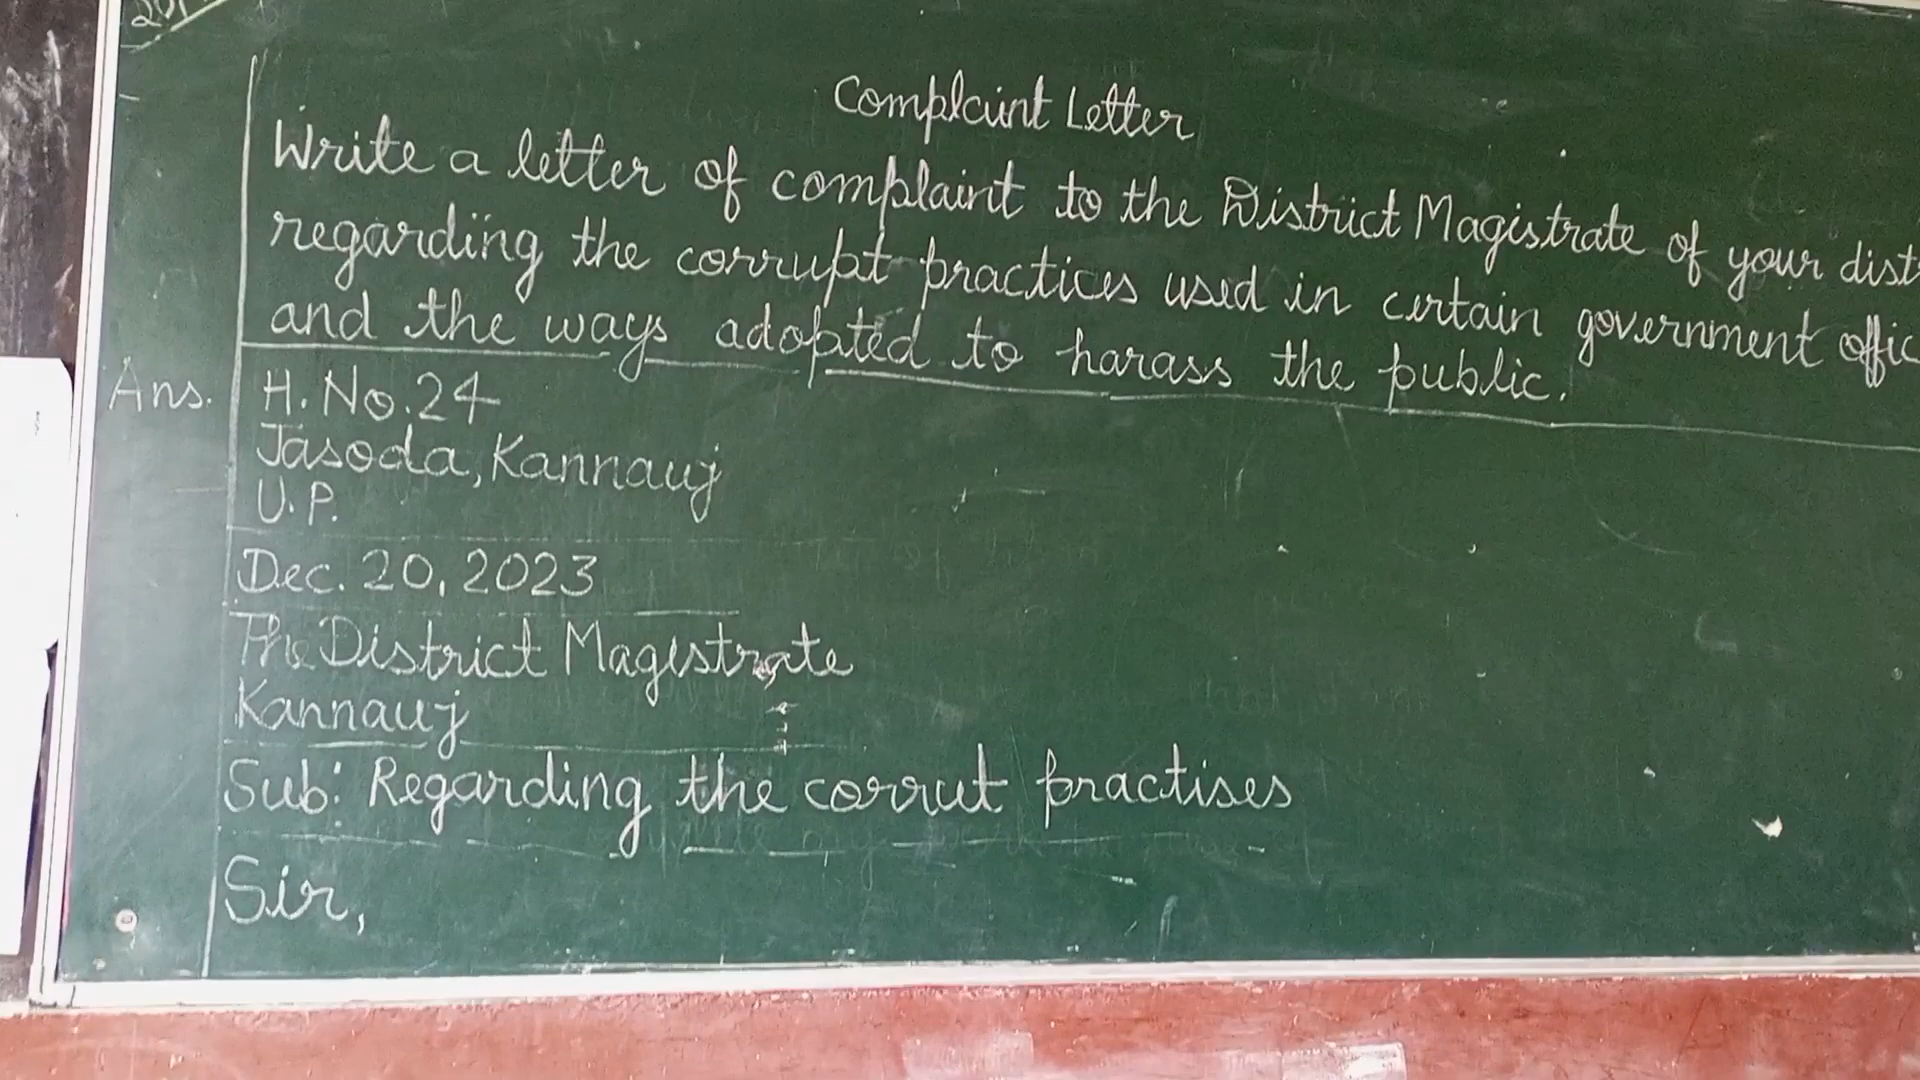 Complaint Letter
Write a letter of complaint to the District Magistrate of your dist
regarding the corrupt practices used in certain government offic
and the ways adopted to harass the public.
Ans. H. No. 24
Jasoda, Kannauj
U.P.
Dec. 20, 2023
The District Magistrate
Kannauj
Sub: Regarding the corrut practises
Sir,